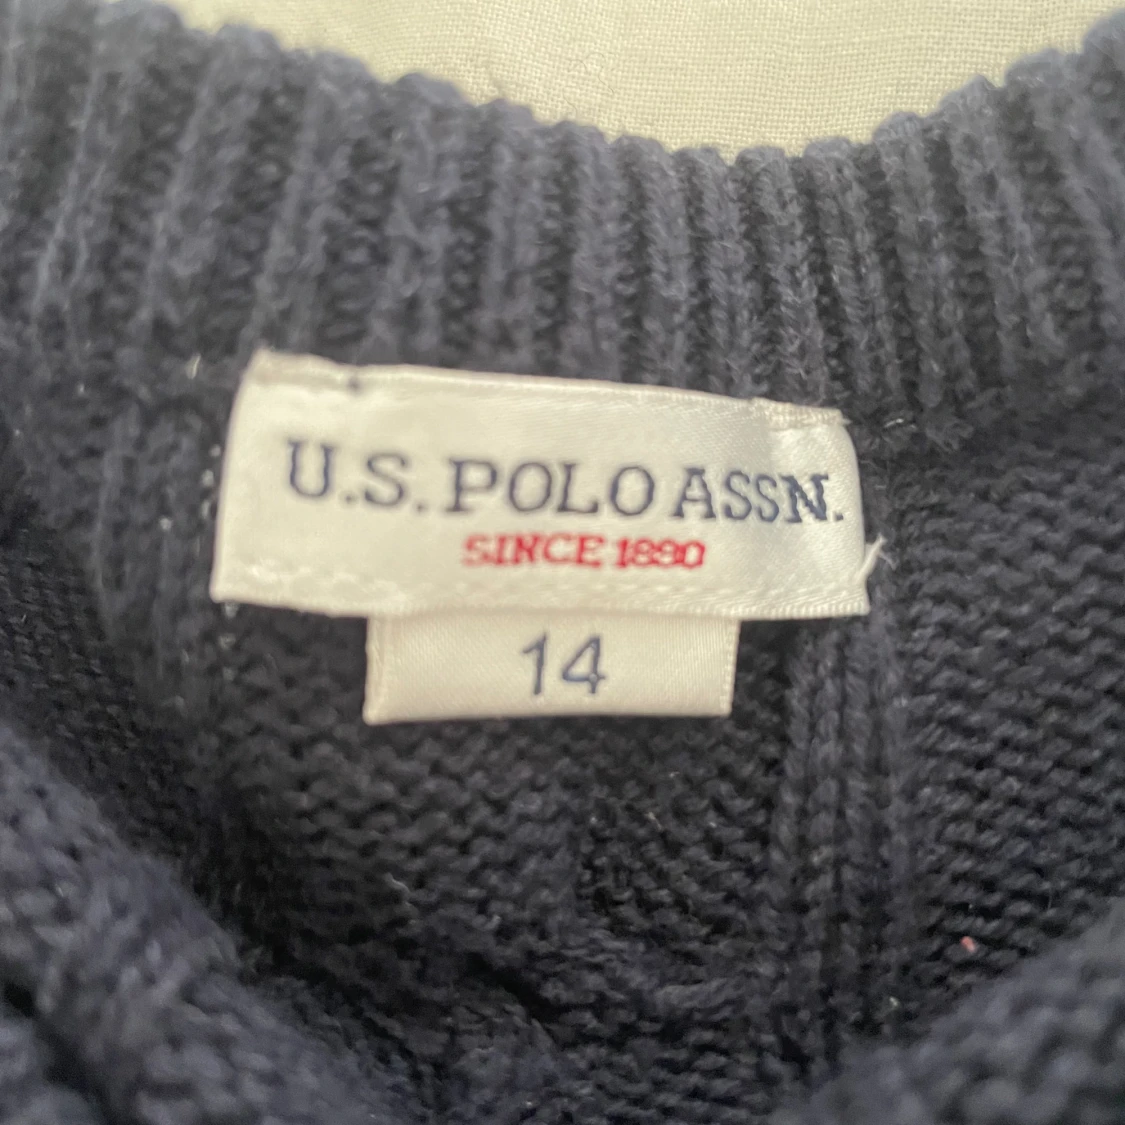 U.S. POLO ASSN.
SINCE 1890
14